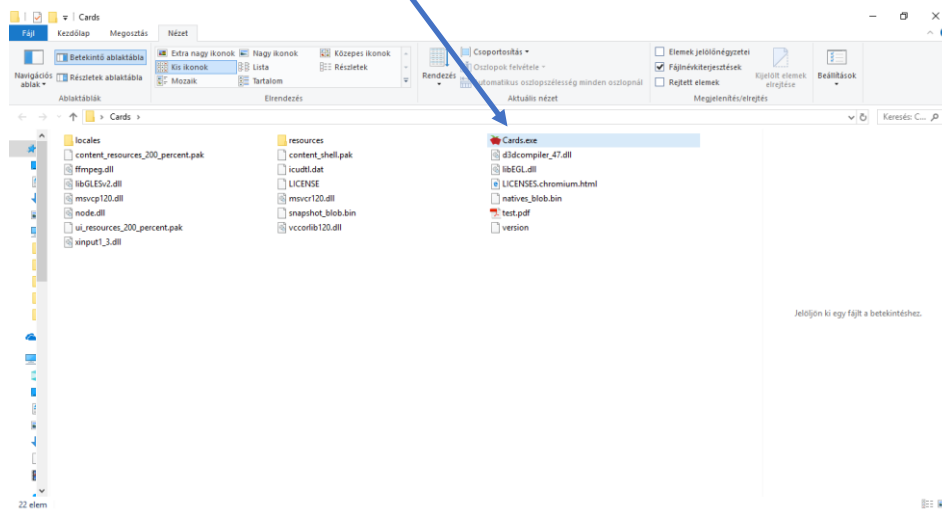 Cards
Fájl Kezdőlap Megosztás Nézet
Navigációs ablak
Betekintő ablaktábla
Részletek ablaktábla
Ablaktáblák
Extra nagy ikonok Nagy ikonok Közepes ikonok
Kis ikonok Lista Részletek
Mozaik Tartalom
Elrendezés
Rendezés
Csoportosítás
Oszlopok felvétele
Automatikus oszlopszélesség minden oszlopnál
Aktuális nézet
Elemek jelölőnégyzetei
Fájlnévkiterjesztések
Rejtett elemek
Kijelölt elemek elrejtése
Megjelenítés/elrejtés
Beállítások
Cards
Keresés: C...
locales resources Cards.exe
content_resources_200_percent.pak content_shell.pak d3dcompiler_47.dll
ffmpeg.dll icudtl.dat libEGL.dll
libGLESv2.dll LICENSE LICENSES.chromium.html
msvcp120.dll msvcr120.dll natives_blob.bin
node.dll snapshot_blob.bin test.pdf
ui_resources_200_percent.pak vccorlib120.dll version
xinput1_3.dll
Jelöljön ki egy fájlt a betekintéshez.
22 elem